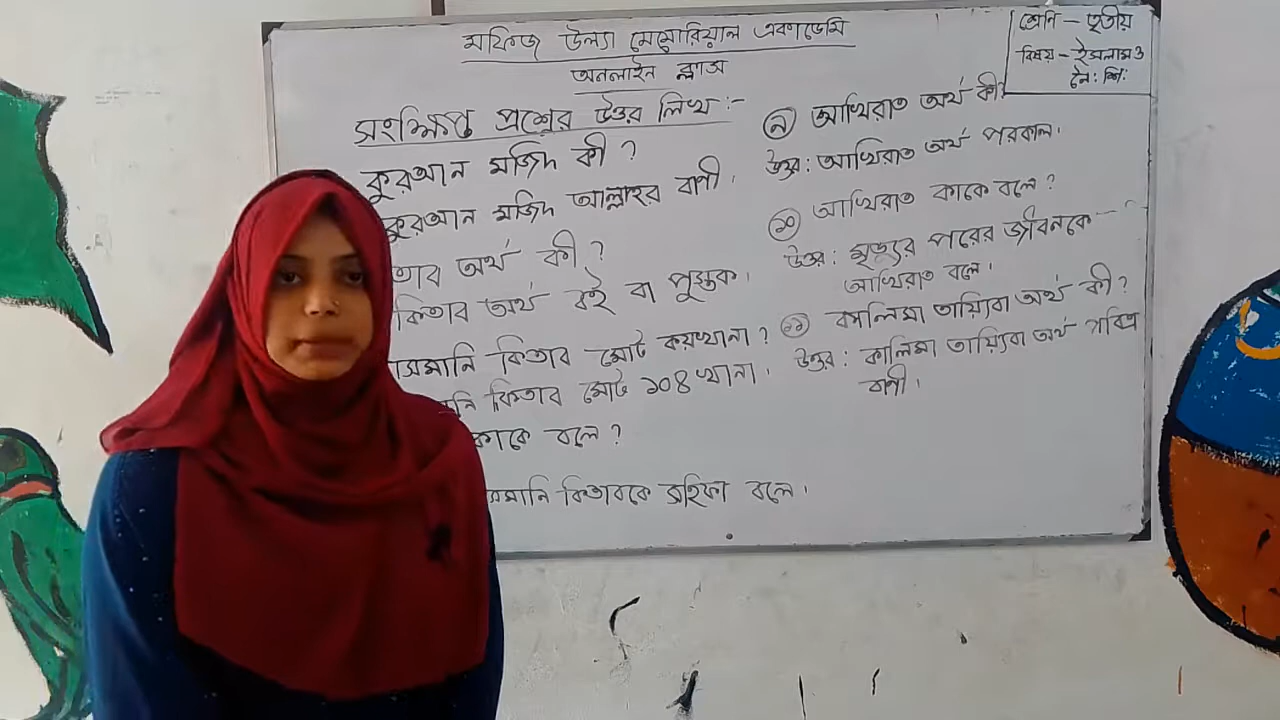 মফিজ উল্যা মেমোরিয়াল একাডেমি
অনলাইন ক্লাস
শ্রেনি - তৃতীয়
বিষয় - ইসলাম ও
নৈ: শি:
সংক্ষিপ্ত প্রশ্নের উত্তর লিখ :-
কুরআন মজিদ কী ?
কুরআন মজিদ আল্লাহর বাণী ।
তাব অর্থ কী ?
কিতাব অর্থ বই বা পুস্তক ।
াসমানি কিতাব মোট কয়খানা ?
নি কিতাব মোট ১০৪ খানা ।
কাকে বলে ?
সমানি কিতাবকে সহিফা বলে ।
৯ আখিরাত অর্থ কী?
উত্তর : আখিরাত অর্থ পরকাল ।
১০ আখিরাত কাকে বলে ?
উত্তর : মৃত্যুর পরের জীবনকে
আখিরাত বলে ।
১১ কালিমা তায়্যিবা অর্থ কী ?
উত্তর : কালিমা তায়্যিবা অর্থ পবিত্র
বাণী ।